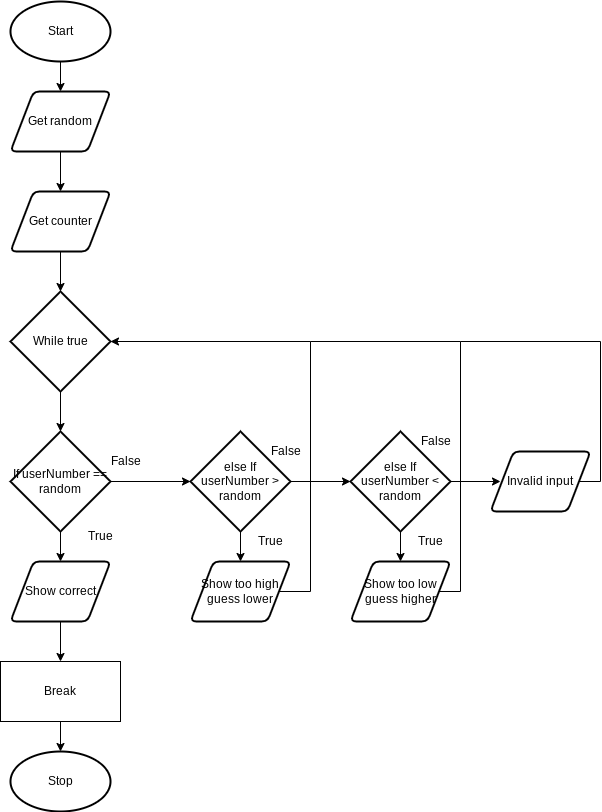 Start
Get random
Get counter
While true
If userNumber ==
random
False
True
else If
userNumber >
random
False
True
else If
userNumber <
random
False
True
Invalid input
Show correct
Show too high
guess lower
Show too low
guess higher
Break
Stop